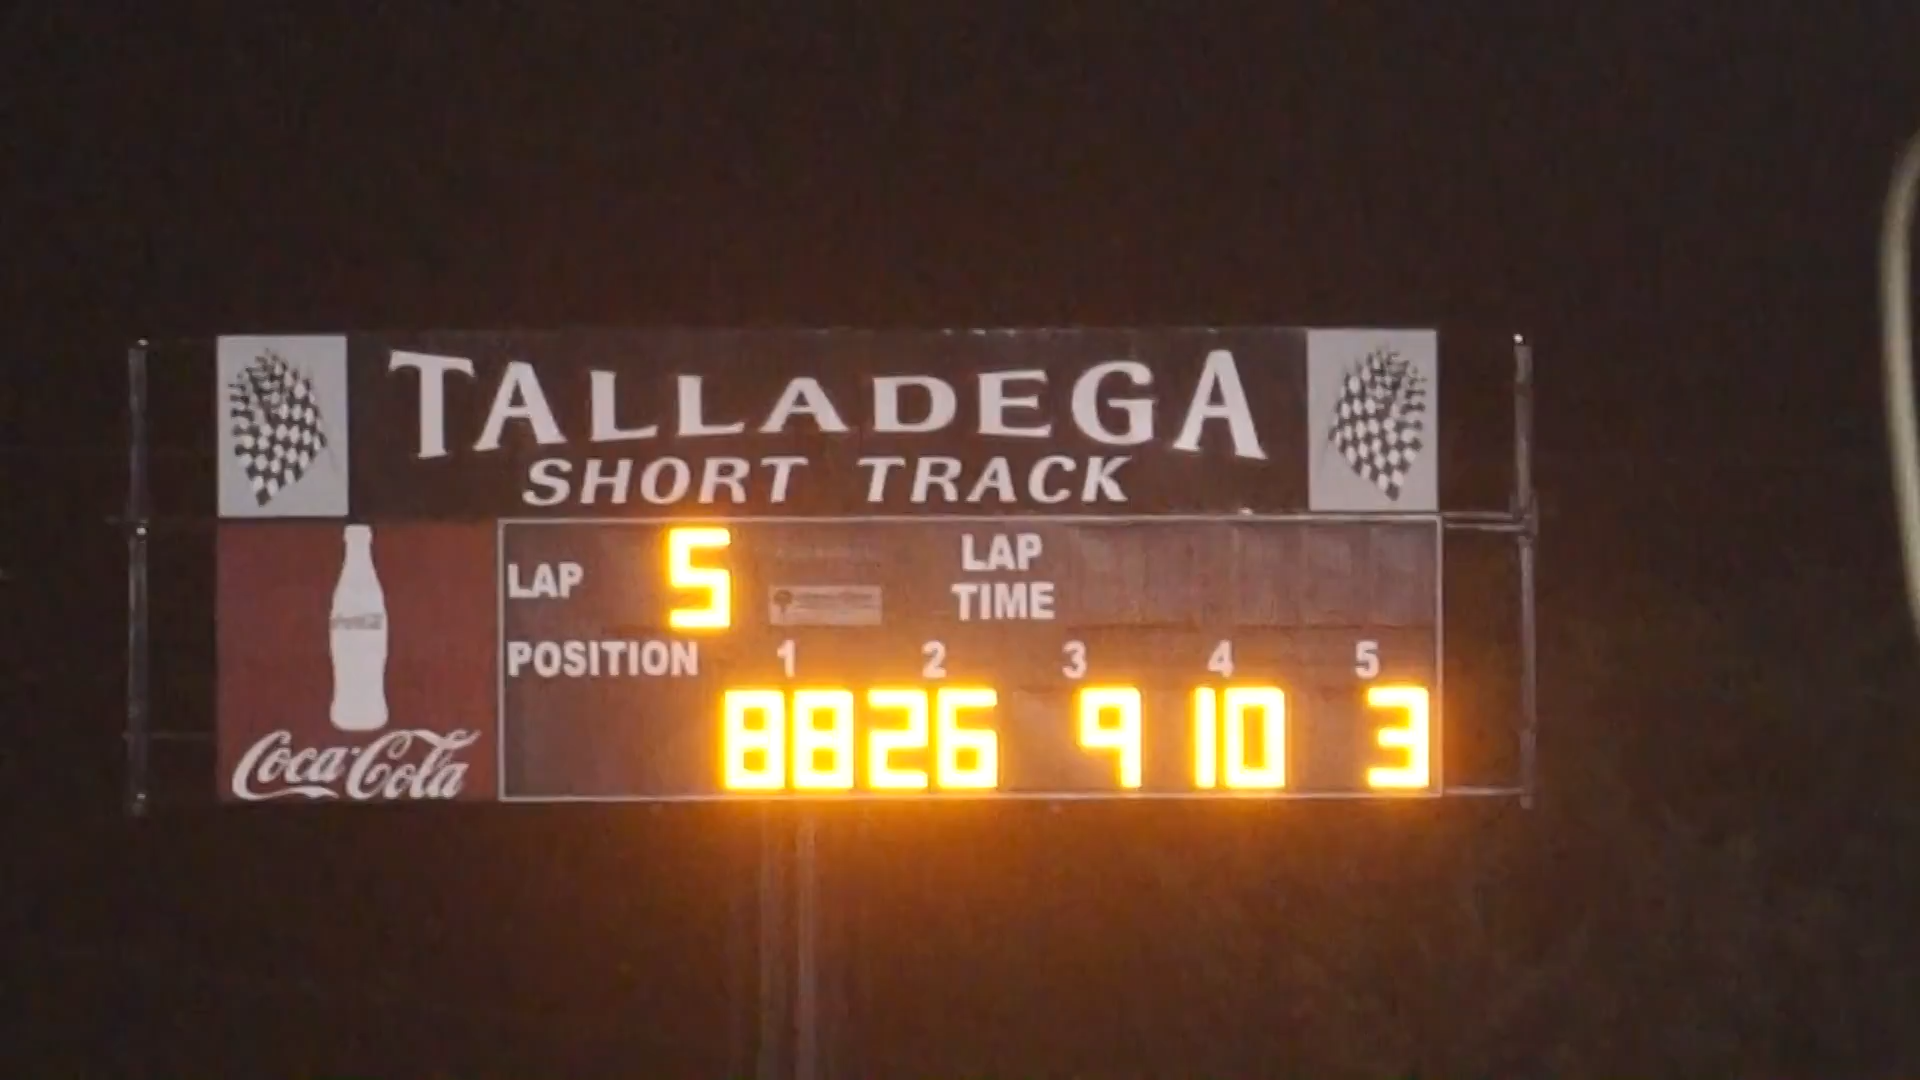 TALLADEGA
SHORT TRACK
LAP 5 LAP TIME
POSITION 1 2 3 4 5
88 26 9 10 3
Coca-Cola